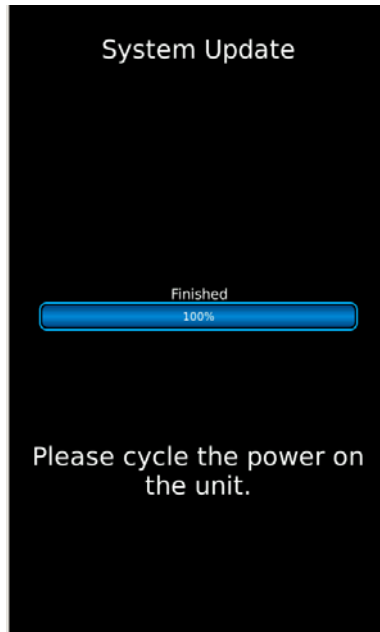 System Update
Finished
100%
Please cycle the power on
the unit.